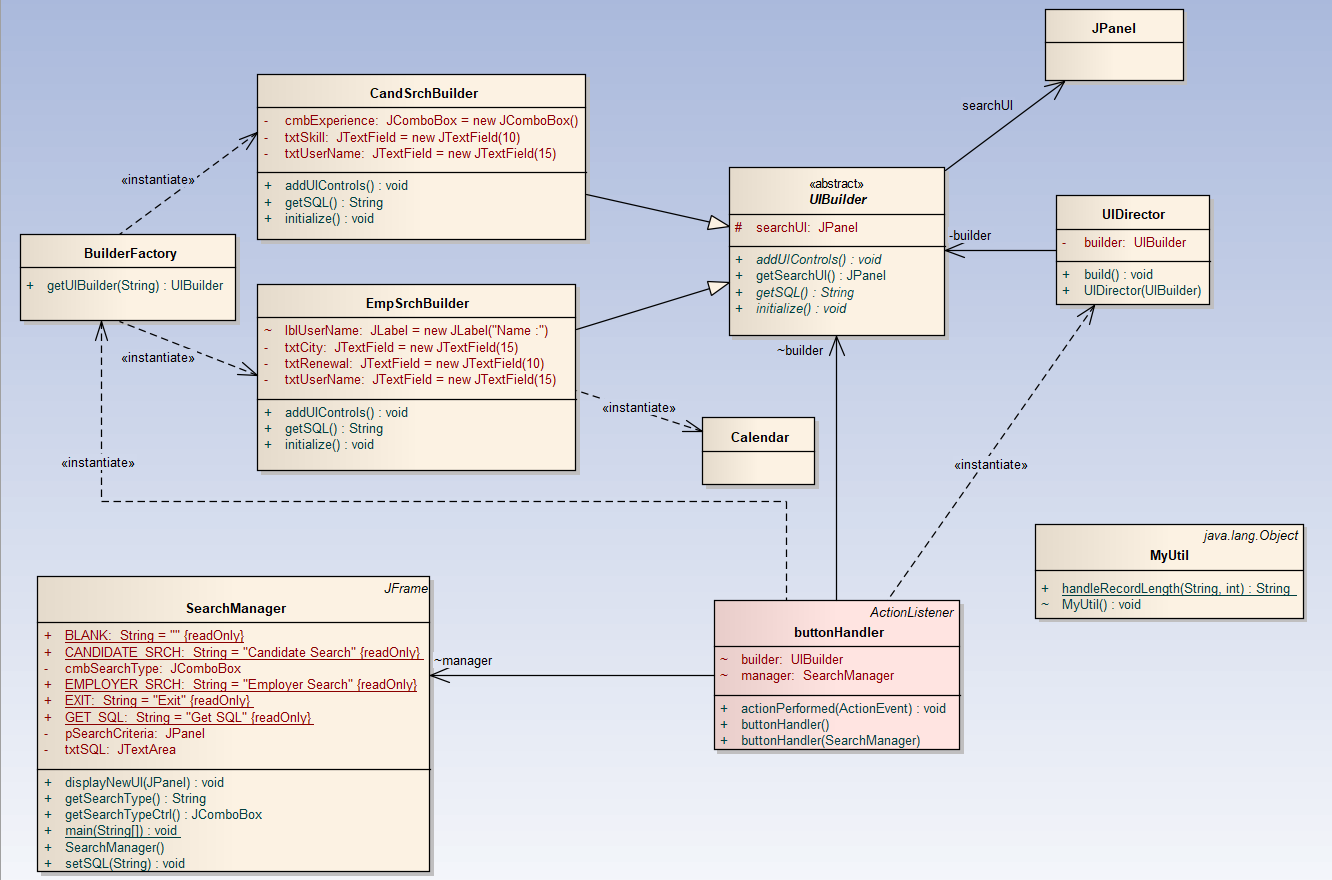 JPanel
searchUI
CandSrchBuilder
- cmbExperience: JComboBox = new JComboBox()
- txtSkill: JTextField = new JTextField(10)
- txtUserName: JTextField = new JTextField(15)
+ addUIControls() : void
+ getSQL() : String
+ initialize() : void
«instantiate»
«abstract»
UIBuilder
# searchUI: JPanel
+ addUIControls() : void
+ getSearchUI() : JPanel
+ getSQL() : String
+ initialize() : void
-builder
UIDirector
- builder: UIBuilder
+ build() : void
+ UIDirector(UIBuilder)
BuilderFactory
+ getUIBuilder(String) : UIBuilder
«instantiate»
EmpSrchBuilder
~ lblUserName: JLabel = new JLabel("Name :")
- txtCity: JTextField = new JTextField(15)
- txtRenewal: JTextField = new JTextField(10)
- txtUserName: JTextField = new JTextField(15)
+ addUIControls() : void
+ getSQL() : String
+ initialize() : void
~builder
«instantiate»
Calendar
«instantiate»
«instantiate»
java.lang.Object
MyUtil
+ handleRecordLength(String, int) : String
~ MyUtil() : void
JFrame
SearchManager
+ BLANK: String = "" {readOnly}
+ CANDIDATE_SRCH: String = "Candidate Search" {readOnly}
- cmbSearchType: JComboBox
+ EMPLOYER_SRCH: String = "Employer Search" {readOnly}
+ EXIT: String = "Exit" {readOnly}
+ GET_SQL: String = "Get SQL" {readOnly}
- pSearchCriteria: JPanel
- txtSQL: JTextArea
+ displayNewUI(JPanel) : void
+ getSearchType() : String
+ getSearchTypeCtrl() : JComboBox
+ main(String[]) : void
+ SearchManager()
+ setSQL(String) : void
~manager
ActionListener
buttonHandler
~ builder: UIBuilder
~ manager: SearchManager
+ actionPerformed(ActionEvent) : void
+ buttonHandler()
+ buttonHandler(SearchManager)